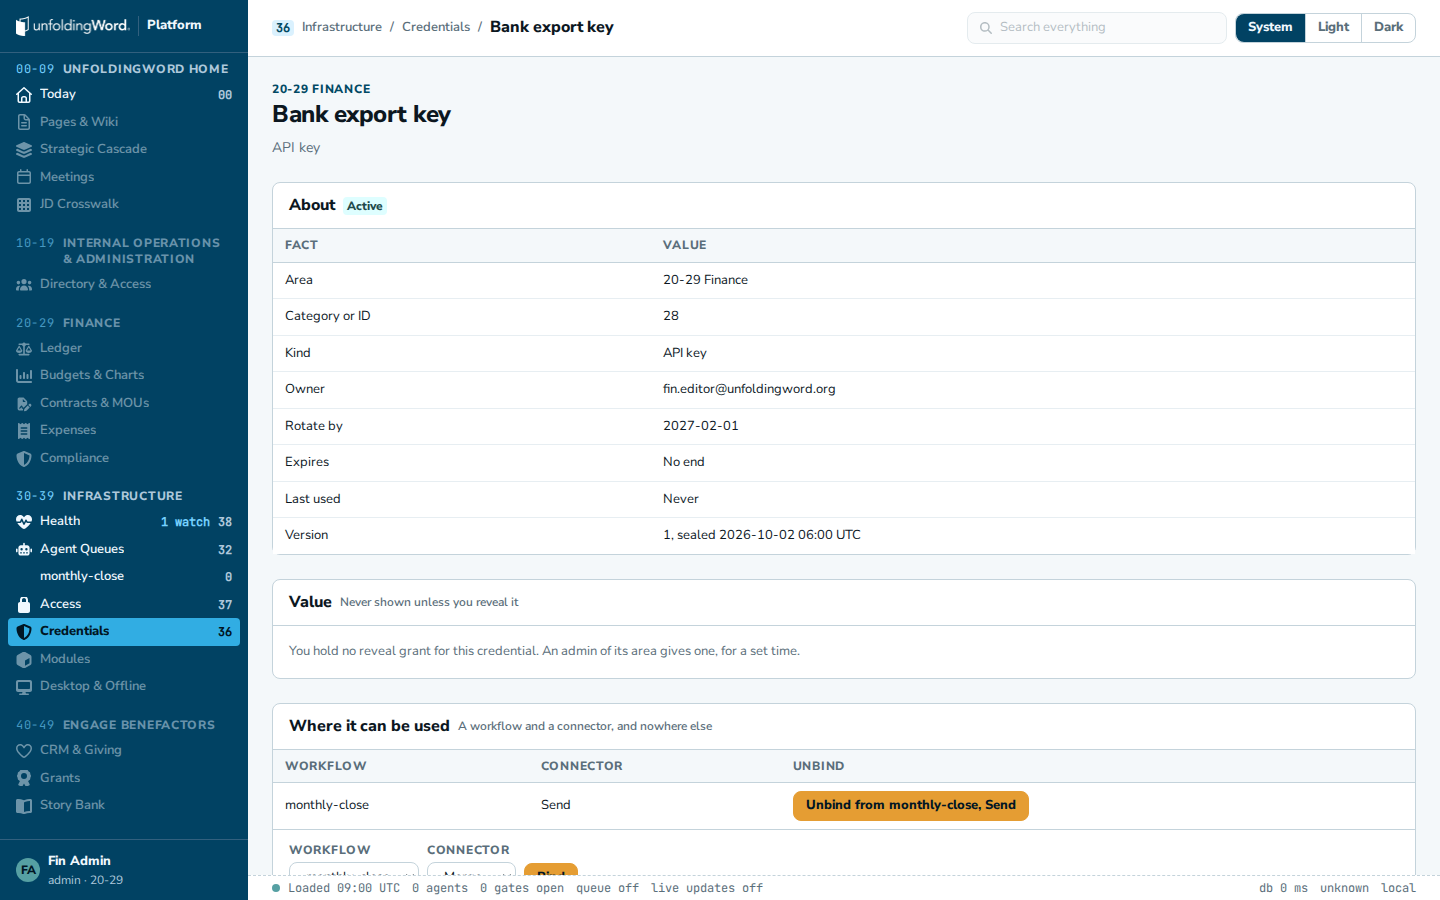 unfoldingWord Platform
00-09 UNFOLDINGWORD HOME
Today 00
Pages & Wiki
Strategic Cascade
Meetings
JD Crosswalk
10-19 INTERNAL OPERATIONS
& ADMINISTRATION
Directory & Access
20-29 FINANCE
Ledger
Budgets & Charts
Contracts & MOUs
Expenses
Compliance
30-39 INFRASTRUCTURE
Health 1 watch 38
Agent Queues 32
monthly-close 0
Access 37
Credentials 36
Modules
Desktop & Offline
40-49 ENGAGE BENEFACTORS
CRM & Giving
Grants
Story Bank
FA Fin Admin
admin · 20-29
36 Infrastructure / Credentials / Bank export key
Search everything
System Light Dark
20-29 FINANCE
Bank export key
API key
About Active
FACT VALUE
Area 20-29 Finance
Category or ID 28
Kind API key
Owner fin.editor@unfoldingword.org
Rotate by 2027-02-01
Expires No end
Last used Never
Version 1, sealed 2026-10-02 06:00 UTC
Value Never shown unless you reveal it
You hold no reveal grant for this credential. An admin of its area gives one, for a set time.
Where it can be used A workflow and a connector, and nowhere else
WORKFLOW CONNECTOR UNBIND
monthly-close Send Unbind from monthly-close, Send
WORKFLOW CONNECTOR
Loaded 09:00 UTC 0 agents 0 gates open queue off live updates off
db 0 ms unknown local